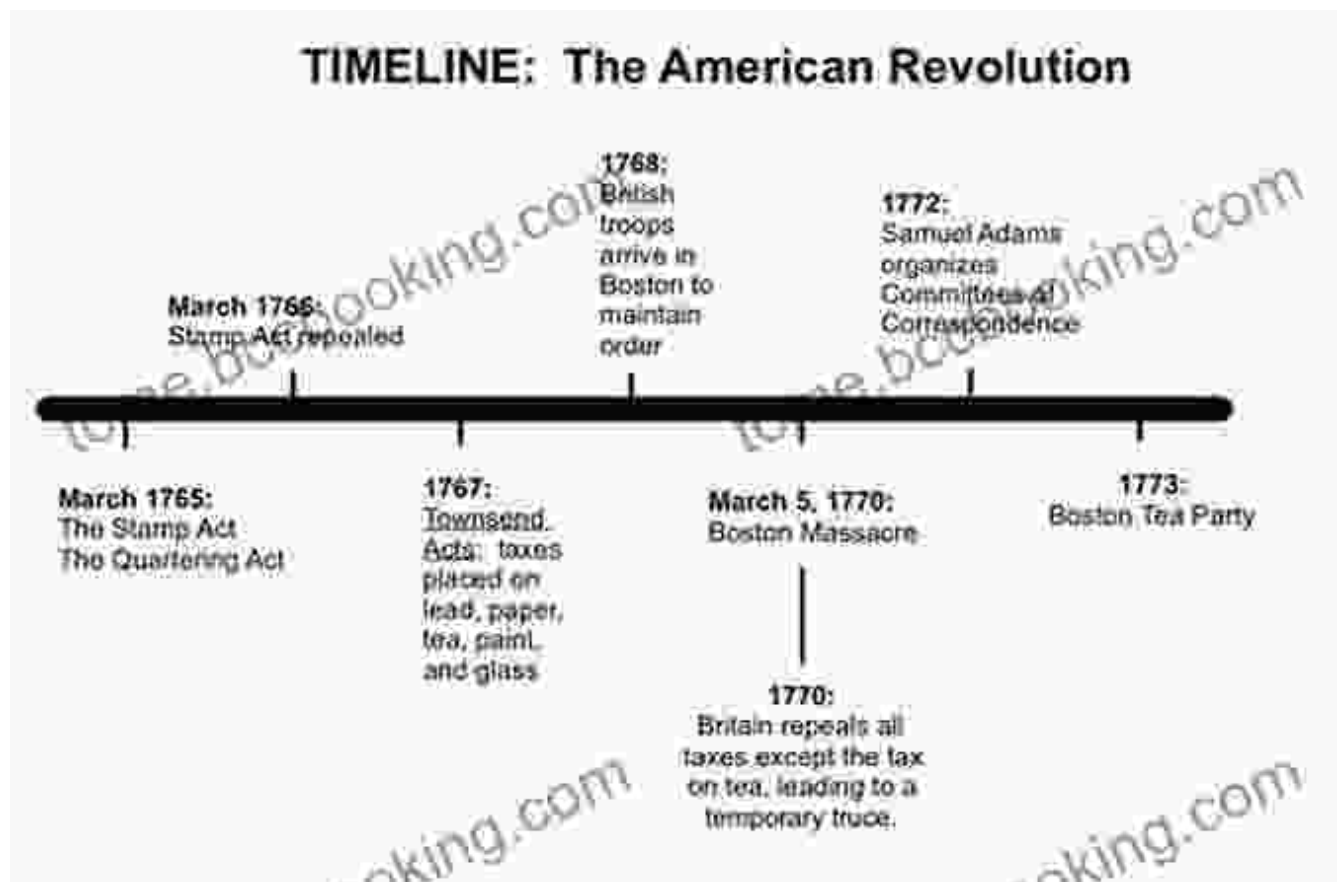 TIMELINE: The American Revolution
March 1766:
Stamp Act repealed
1768:
British
troops
arrive in
Boston to
maintain
order
1772:
Samuel Adams
organizes
Committees of
Correspondence
March 1765:
The Stamp Act
The Quartering Act
1767:
Townsend
Acts: taxes
placed on
lead, paper,
tea, paint,
and glass
March 5, 1770:
Boston Massacre
1770:
Britain repeals all
taxes except the tax
on tea, leading to a
temporary truce.
1773:
Boston Tea Party